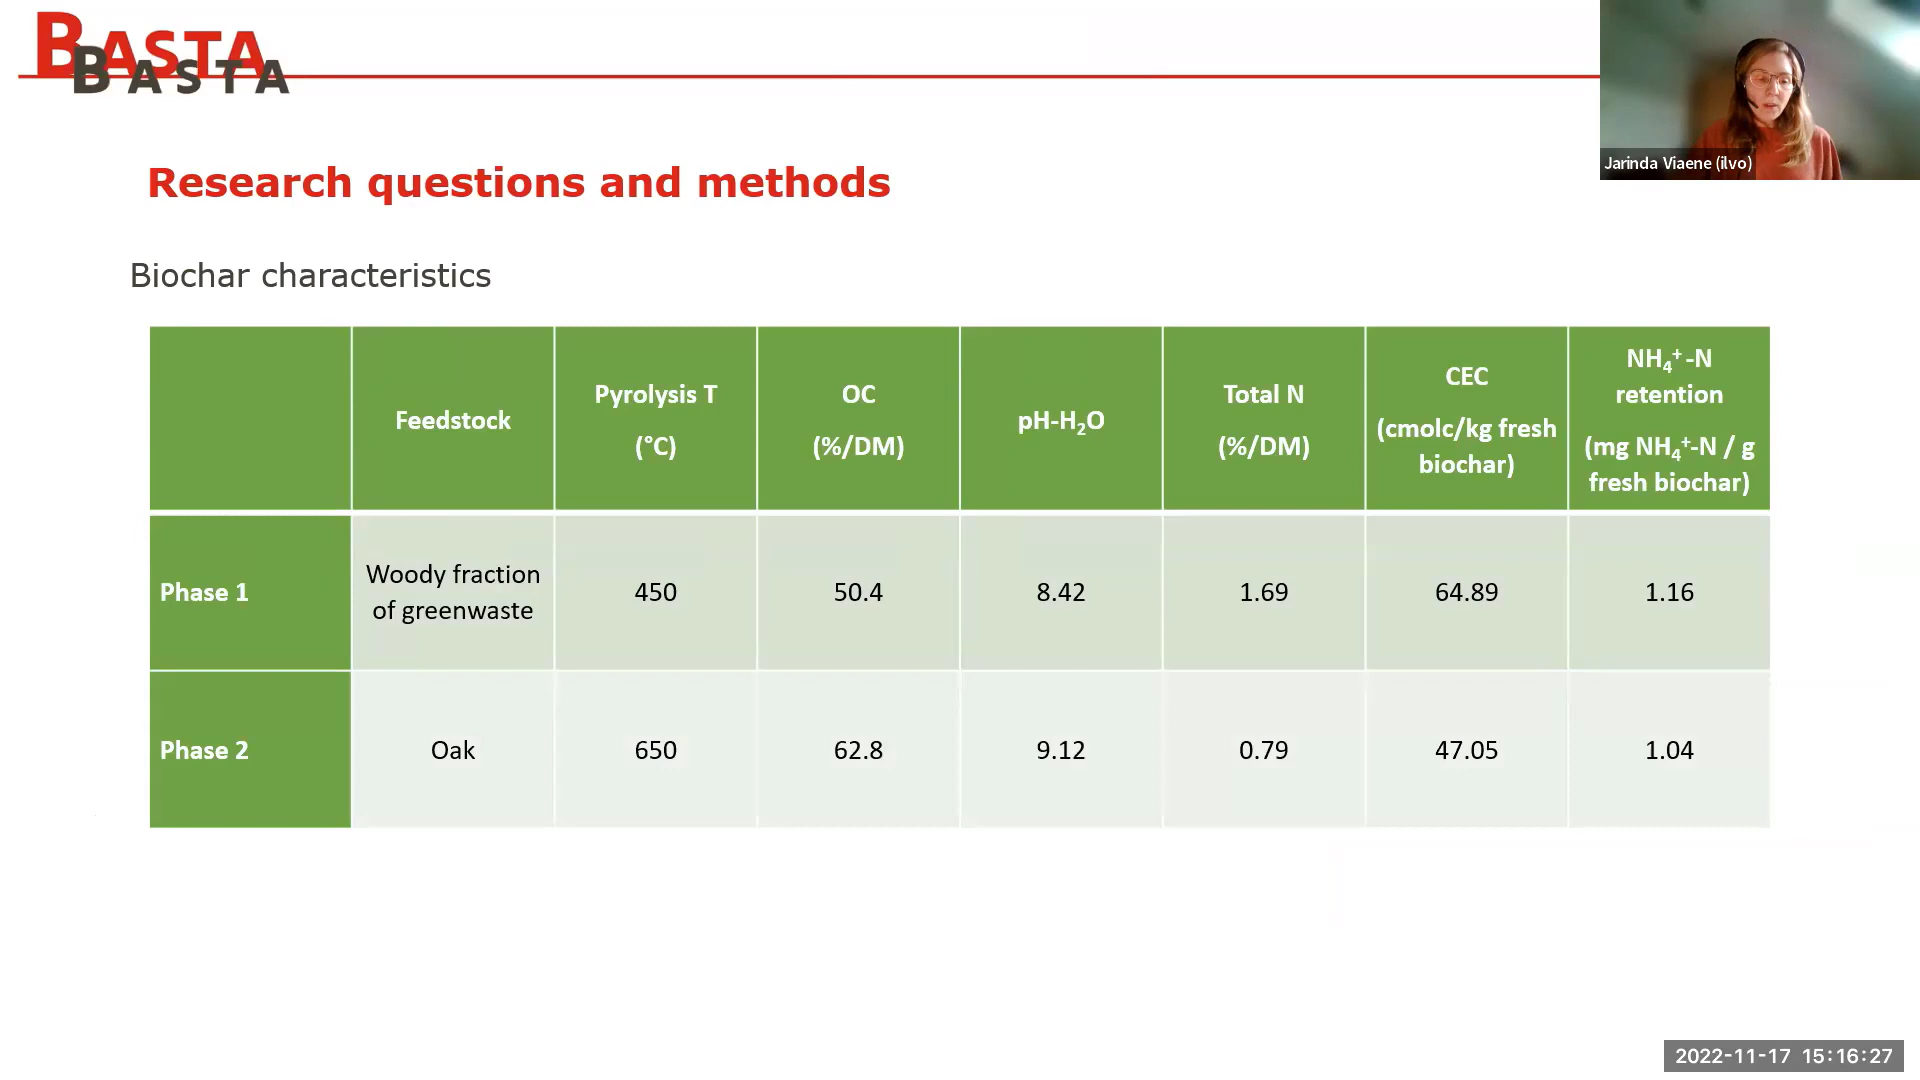 BASTA
BASTA
Jarinda Viaene (ilvo)
Research questions and methods
Biochar characteristics
Feedstock
Pyrolysis T
(°C)
OC
(%/DM)
pH-H₂O
Total N
(%/DM)
CEC
(cmolc/kg fresh
biochar)
NH₄⁺-N
retention
(mg NH₄⁺-N / g
fresh biochar)
Phase 1
Woody fraction
of greenwaste
450
50.4
8.42
1.69
64.89
1.16
Phase 2
Oak
650
62.8
9.12
0.79
47.05
1.04
2022-11-17 15:16:27